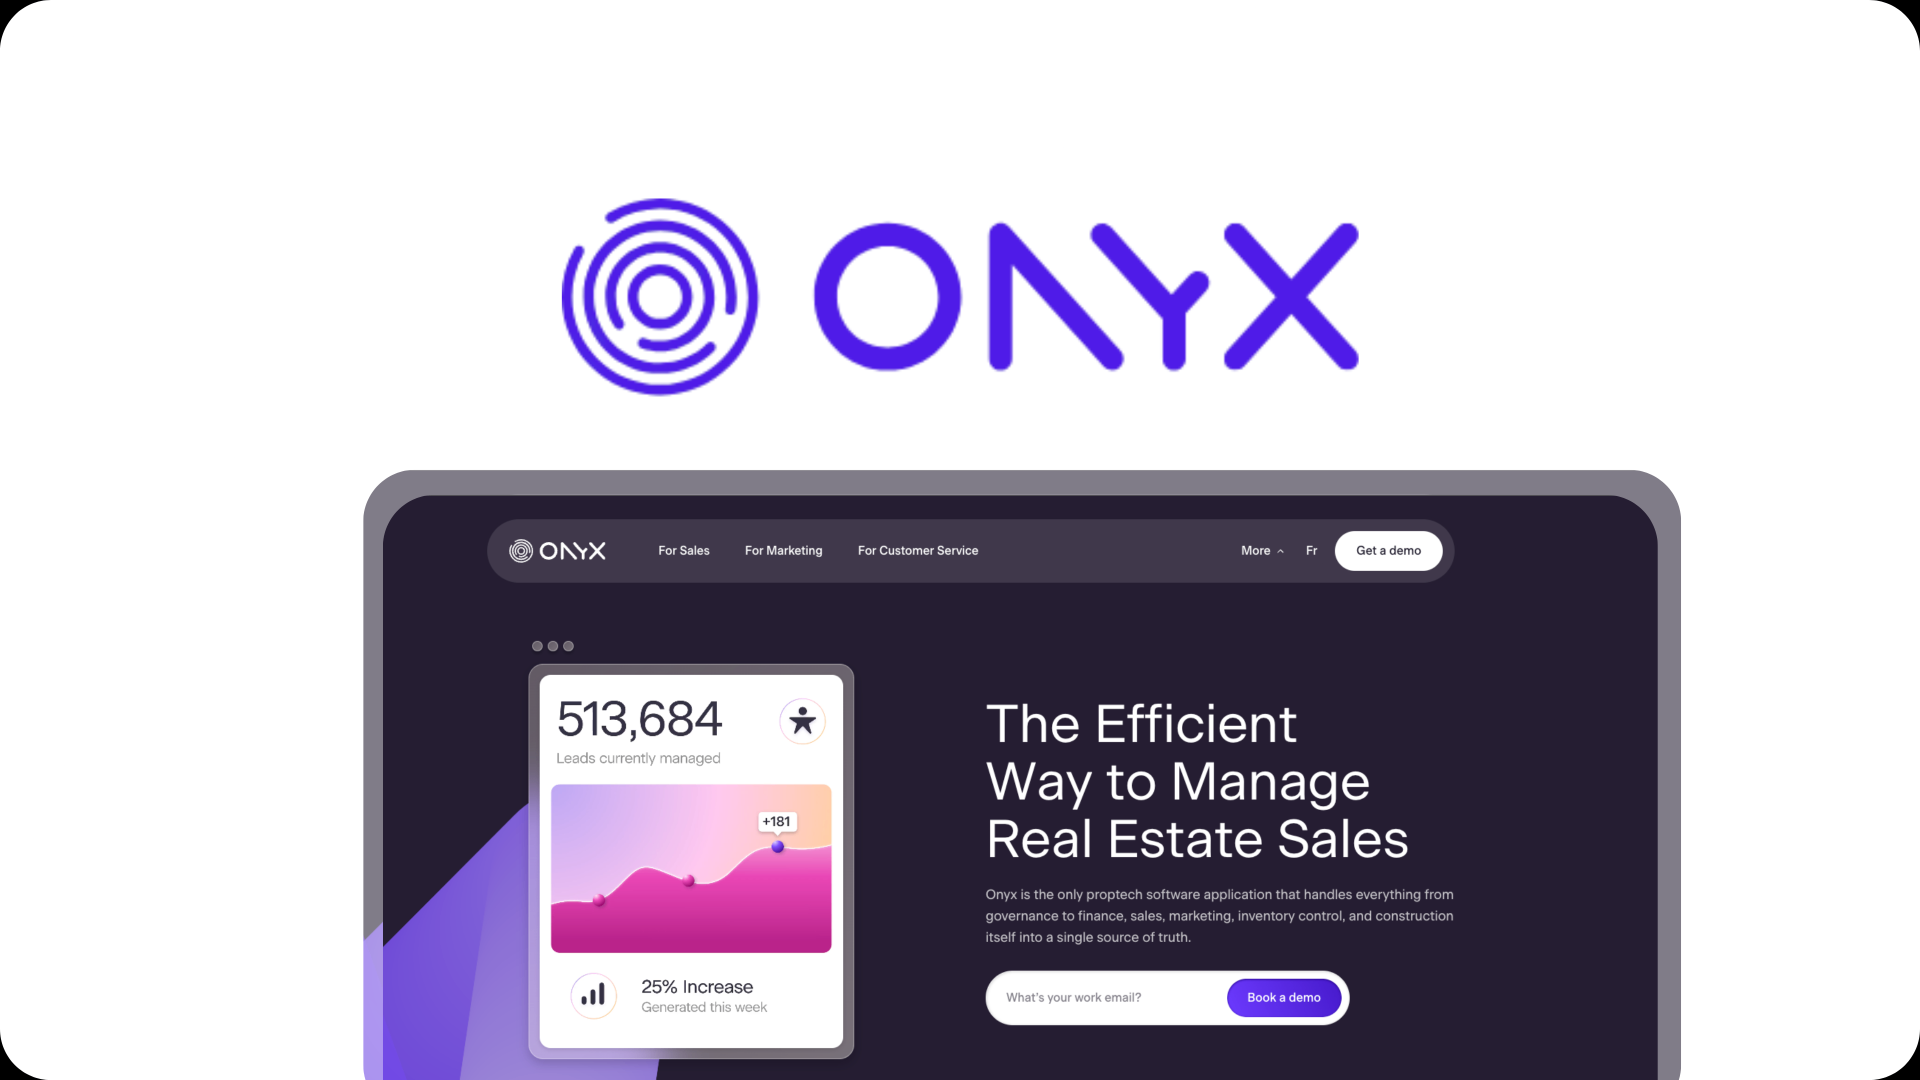 ONYX
ONYX For Sales For Marketing For Customer Service More Fr Get a demo
513,684
Leads currently managed
+181
25% Increase
Generated this week
The Efficient
Way to Manage
Real Estate Sales
Onyx is the only proptech software application that handles everything from
governance to finance, sales, marketing, inventory control, and construction
itself into a single source of truth.
What's your work email? Book a demo